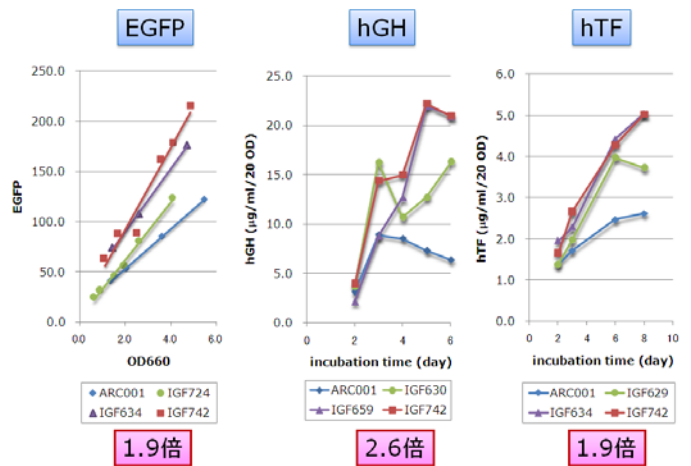 EGFP
hGH
hTF
250.0
200.0
150.0
100.0
50.0
0.0
EGFP
0.0 2.0 4.0 6.0
OD660
ARC001 IGF724
IGF634 IGF742
1.9倍
25.0
20.0
15.0
10.0
5.0
0.0
hGH (μg/ml/20 OD)
0 2 4 6
incubation time (day)
ARC001 IGF630
IGF659 IGF742
2.6倍
6.0
5.0
4.0
3.0
2.0
1.0
0.0
hTF (μg/ml/20 OD)
0 2 4 6 8 10
incubation time (day)
ARC001 IGF629
IGF634 IGF742
1.9倍